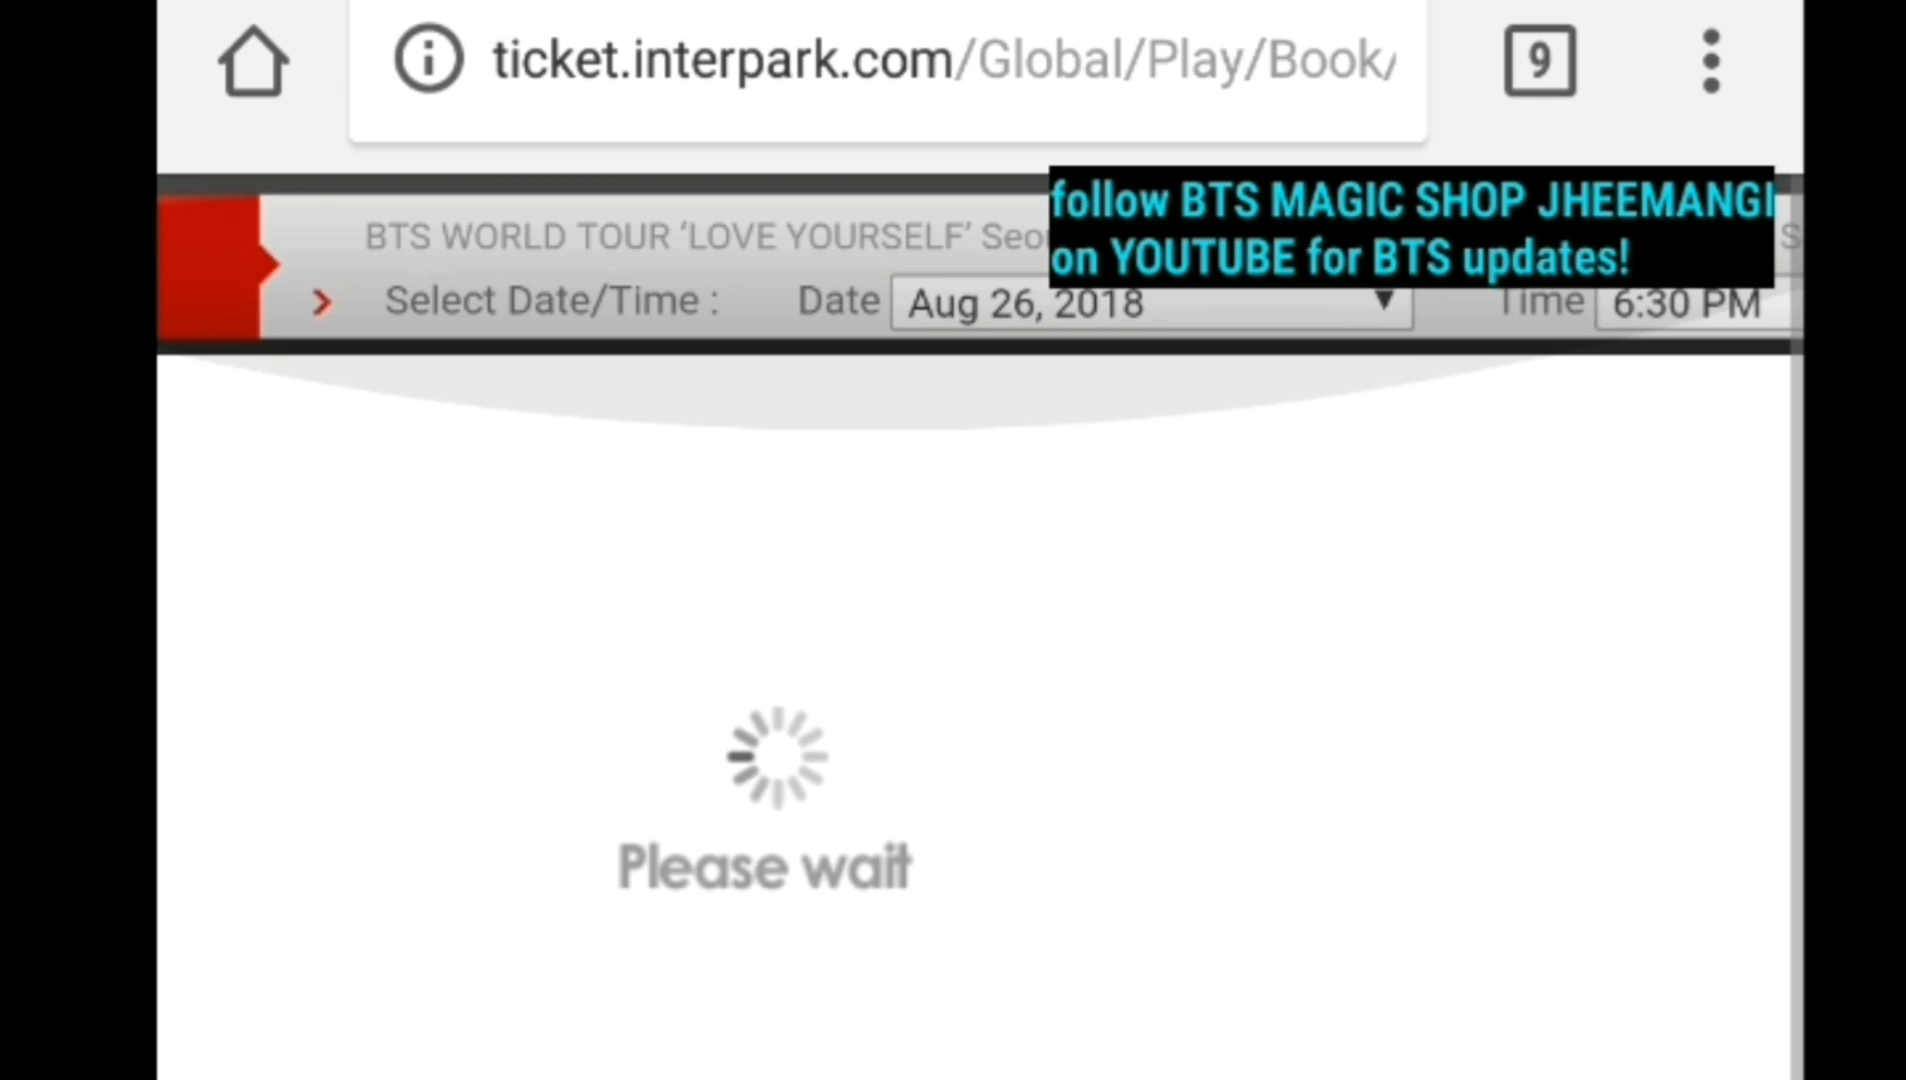 ticket.interpark.com/Global/Play/Book/
9
follow BTS MAGIC SHOP JHEEMANGI
on YOUTUBE for BTS updates!
BTS WORLD TOUR ‘LOVE YOURSELF’
Select Date/Time : Date Aug 26, 2018 Time 6:30 PM
Please wait